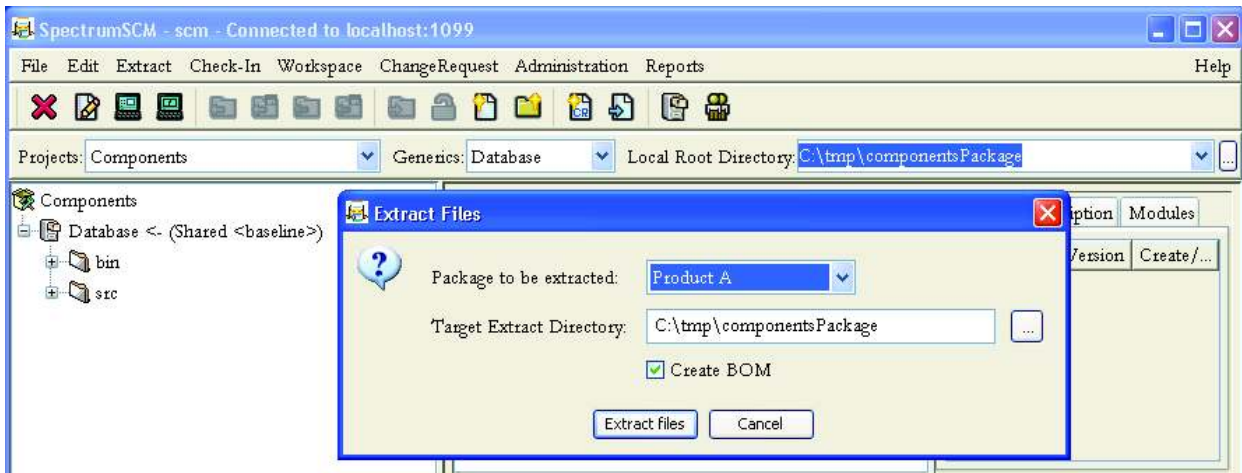 SpectrumSCM - scm - Connected to localhost:1099
File Edit Extract Check-In Workspace ChangeRequest Administration Reports Help
CR
Projects: Components Generics: Database Local Root Directory: C:\tmp\componentsPackage ...
Components
Database <- (Shared <baseline>)
bin
src
Extract Files
iption Modules
Version Create/...
Package to be extracted: Product A
Target Extract Directory: C:\tmp\componentsPackage ...
Create BOM
Extract files Cancel